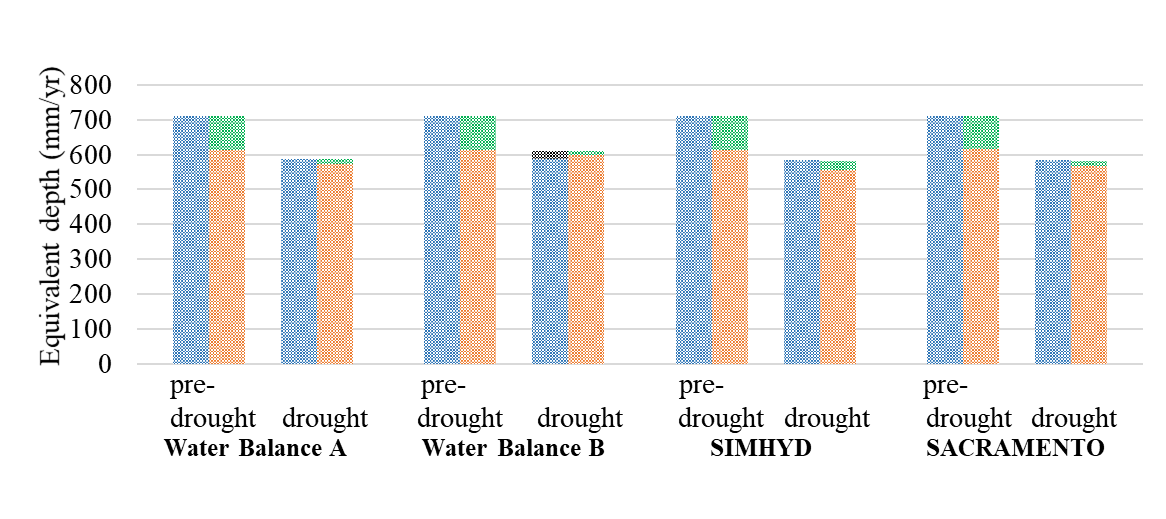 Equivalent depth (mm/yr)
800
700
600
500
400
300
200
100
0
pre-
drought
drought
pre-
drought
drought
pre-
drought
drought
pre-
drought
drought
Water Balance A
Water Balance B
SIMHYD
SACRAMENTO